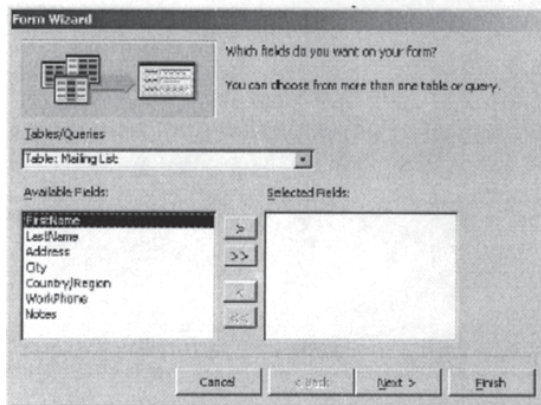 Form Wizard
Which fields do you want on your form?
You can choose from more than one table or query.
Tables/Queries
Table: Mailing List
Available Fields:
Selected Fields:
FirstName
LastName
Address
City
Country/Region
WorkPhone
Notes
>
>>
<
<<
Cancel
< Back
Next >
Finish